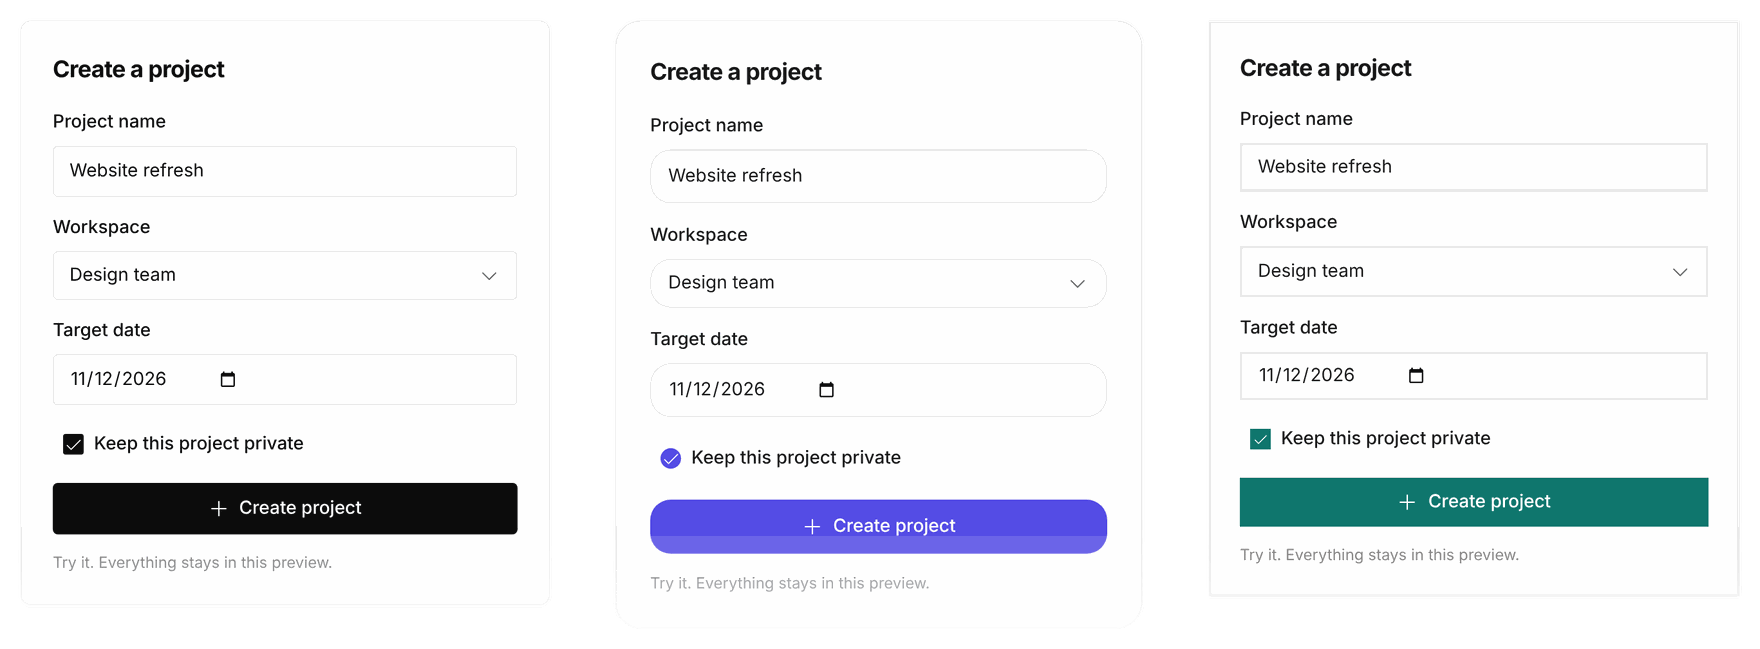 Create a project
Project name
Website refresh
Workspace
Design team
Target date
11/12/2026
Keep this project private
Create project
Try it. Everything stays in this preview.
Create a project
Project name
Website refresh
Workspace
Design team
Target date
11/12/2026
Keep this project private
Create project
Try it. Everything stays in this preview.
Create a project
Project name
Website refresh
Workspace
Design team
Target date
11/12/2026
Keep this project private
Create project
Try it. Everything stays in this preview.